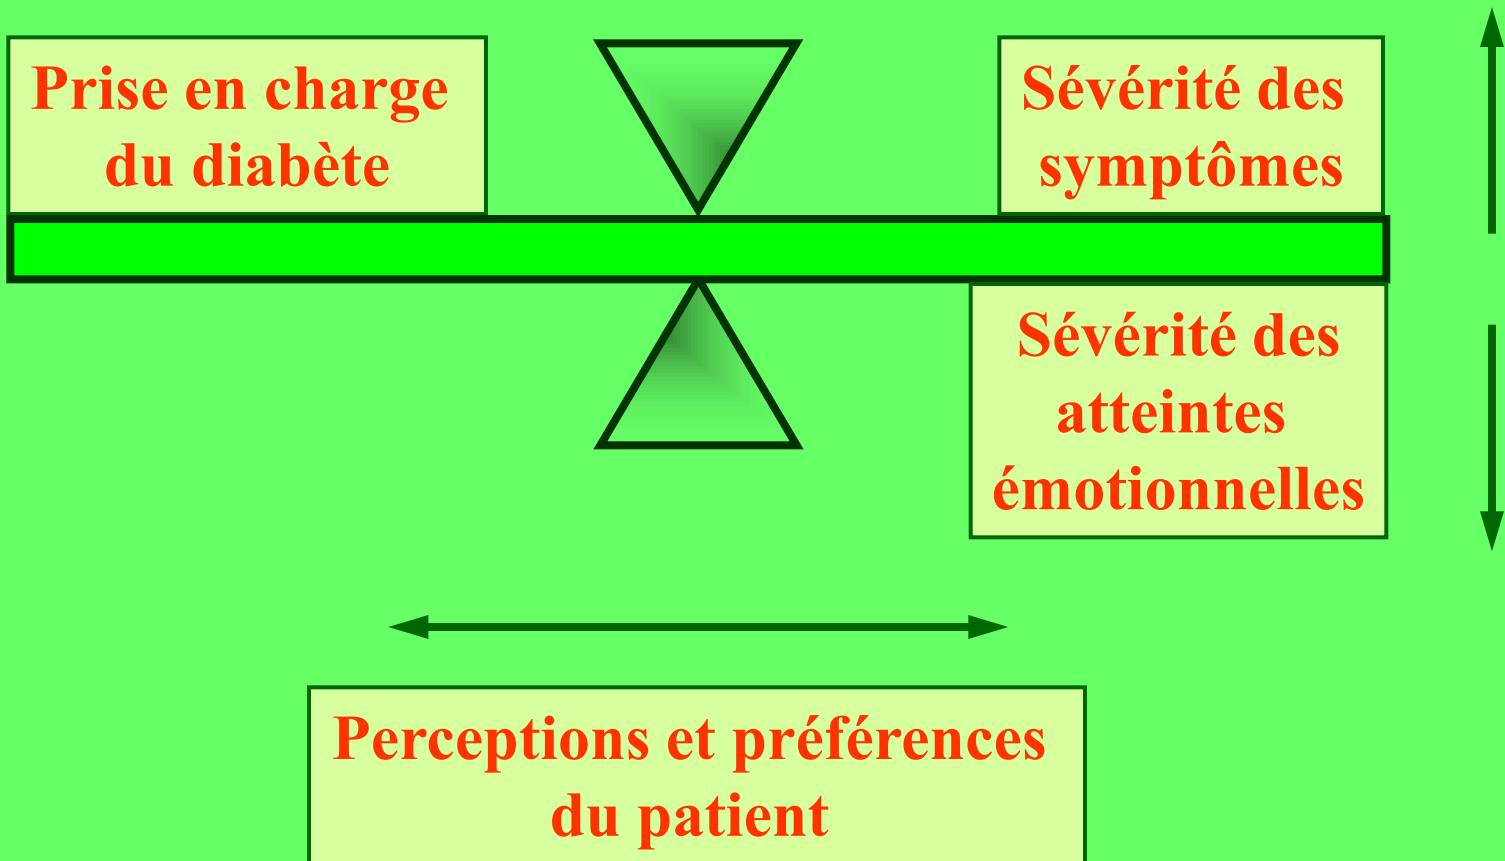 Prise en charge
du diabète
Sévérité des
symptômes
Sévérité des
atteintes
émotionnelles
Perceptions et préférences
du patient